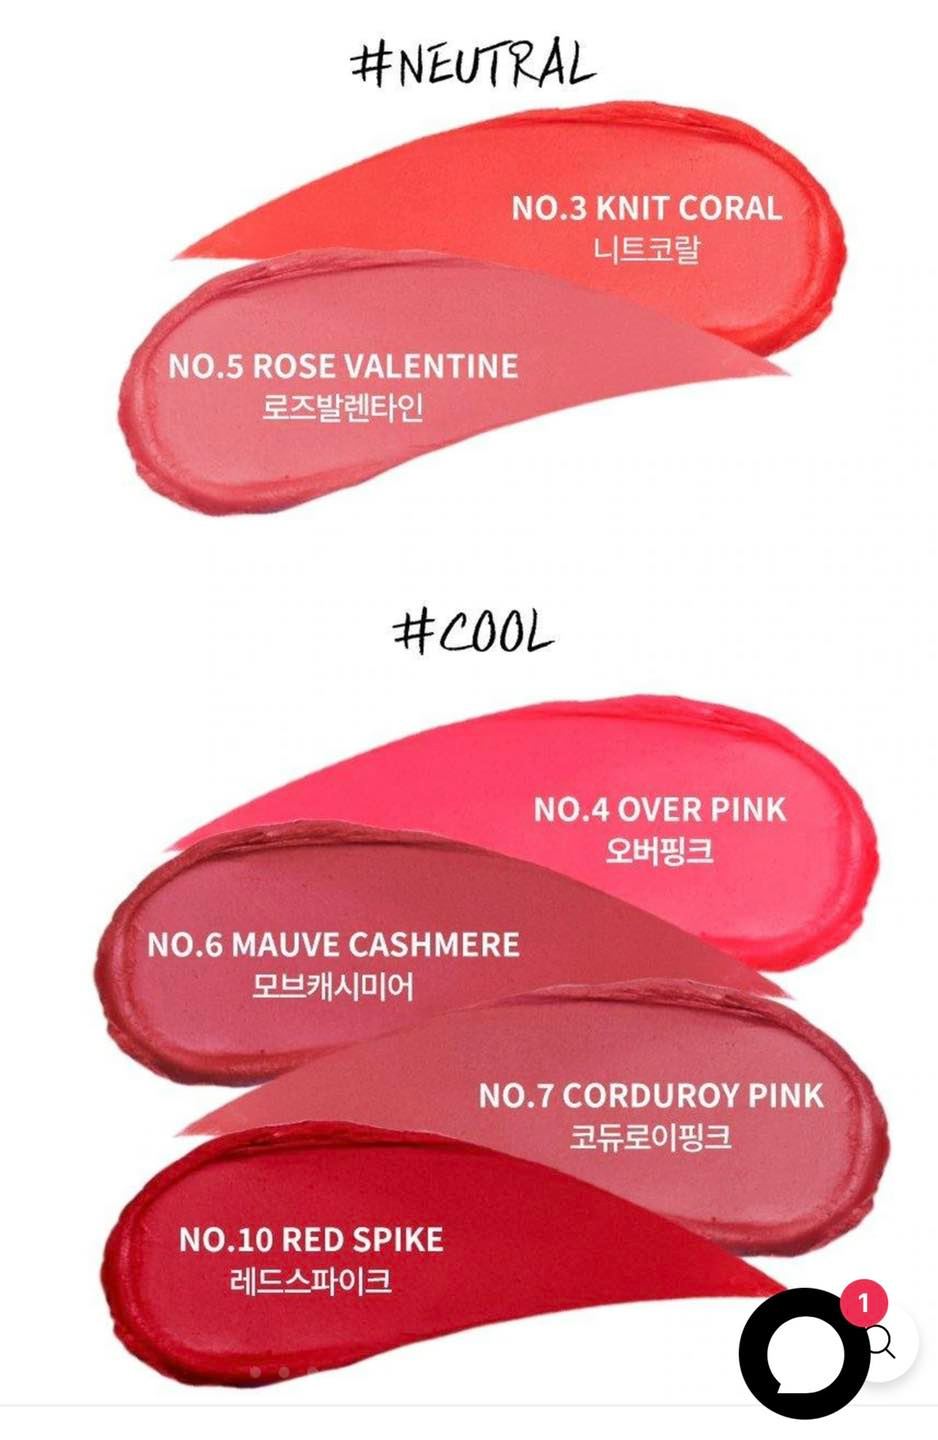 #NEUTRAL
NO.3 KNIT CORAL
니트코랄
NO.5 ROSE VALENTINE
로즈발렌타인
#COOL
NO.4 OVER PINK
오버핑크
NO.6 MAUVE CASHMERE
모브캐시미어
NO.7 CORDUROY PINK
코듀로이핑크
NO.10 RED SPIKE
레드스파이크
1